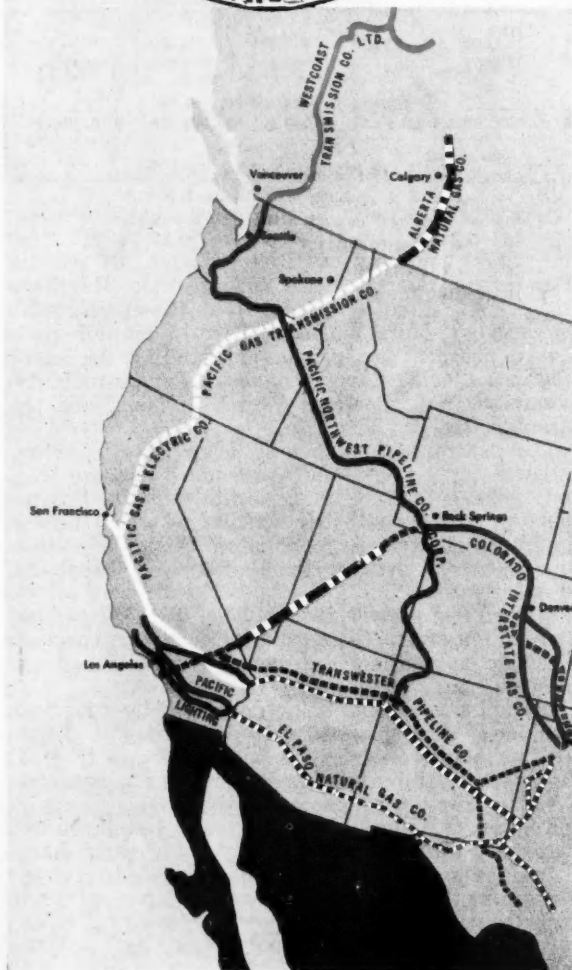 WESTCOAST
TRANSMISSION CO. LTD.
Vancouver
Calgary
ALBERTA
NATURAL GAS CO.
Seattle
Spokane
PACIFIC GAS TRANSMISSION CO.
PACIFIC NORTHWEST PIPELINE CO.
CORP.
PACIFIC GAS & ELECTRIC CO.
San Francisco
Rock Springs
COLORADO INTERSTATE GAS CO.
Denver
Los Angeles
PACIFIC
LIGHTING
TRANSWESTER
PIPELINE CO.
EL PASO
NATURAL GAS CO.